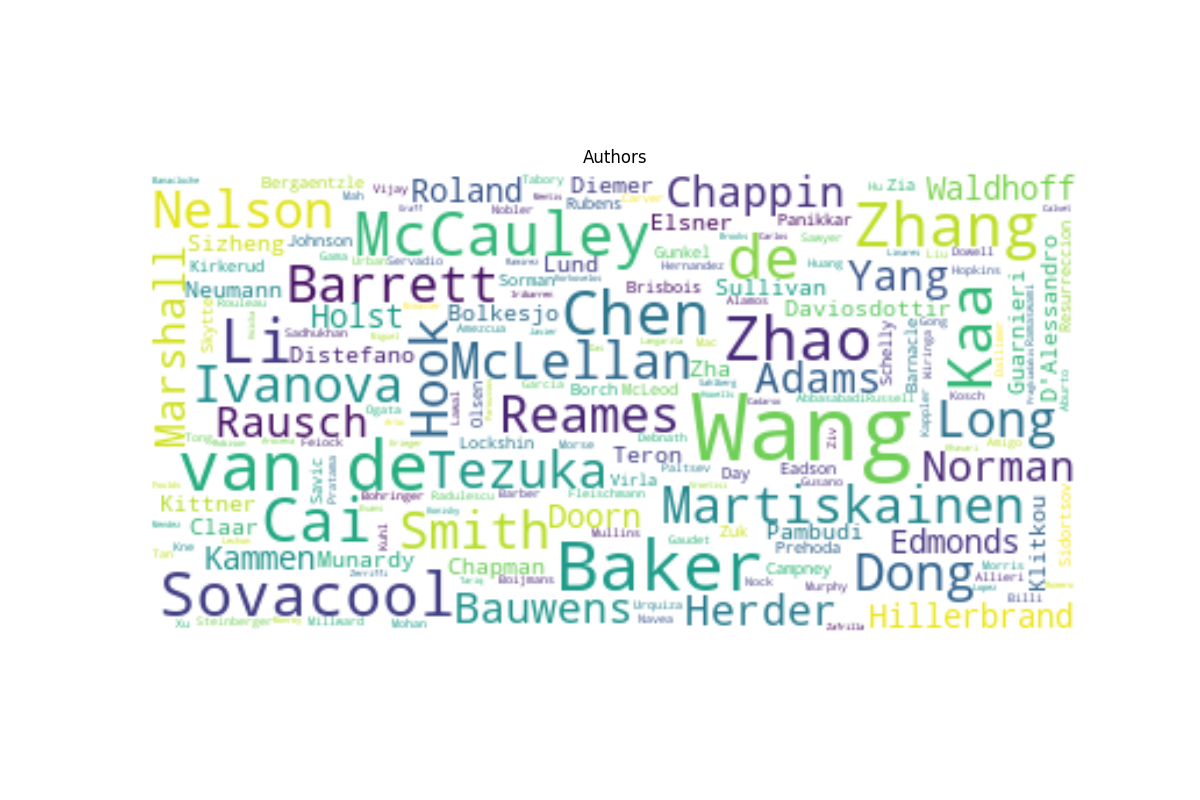 Authors
Bergaentzle
Tabory
Mah
Vijay
Roland
Diemer
Chappin
Hu
Zia
Waldhoff
Nelson
Nobler
Rubens
Carver
McCauley
Elsner
Panikkar
Zhang
Sizheng
Johnson
de
Sawyer
Gama
Urban
Servadio
Gunkel
Linares
Liu
Dowell
Kirkerud
Barrett
Lund
Hernandez
Huang
Yang
Hopkins
Neumann
Sorman
Brisbois
Sullivan
Marshall
Rouleau
Holst
Bolkesjo
Chen
Alamos
Daviosdottir
Kaa
Guarnieri
D'Alessandro
Resurreccion
Skytte
Li
Sadhukhan
Hook
Amezcua
Javier
Zhao
Schelly
Barnacle
Gong
Wiringa
Distefano
McLellan
Mac
Zha
Adams
Ivanova
Garcia
Borch
McLeod
Abbasabadi
Russell
Kosch
Aburto
Rausch
Ogata
Lawal
Olsen
Reames
Wang
Kappler
Long
Tong
Feiock
Lockshin
Morse
Debnath
Ziv
Amigo
van de
Savic
Pratama
Tezuka
Teron
Paltsev
Day
Eadson
Gusano
Norman
Virla
Kittner
Bohringer
Radulescu
Barber
Fleischmann
Martiskainen
Claar
Cai
Kuhl
Smith
Doorn
Mullins
Zuk
Pambudi
Klitkou
Sidortsov
Tan
Kne
Kammen
Munardy
Gaudet
Prehoda
Edmonds
Chapman
Baker
Campney
Dong
Morris
Allieri
Sovacool
Boijmans
Nock
Murphy
Billi
Bauwens
Urquiza
Herder
Hillerbrand
Xu
Steinberger
Millward
Mohan
Navea
Zafrilla